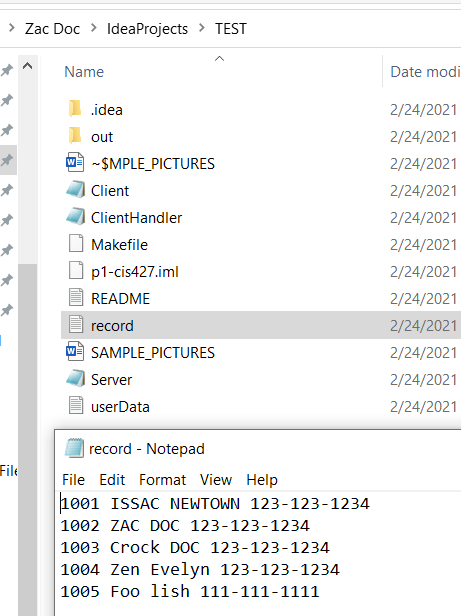 Zac Doc > IdeaProjects > TEST
Name Date modi
.idea 2/24/2021
out 2/24/2021
~$MPLE_PICTURES 2/24/2021
Client 2/24/2021
ClientHandler 2/24/2021
Makefile 2/24/2021
p1-cis427.iml 2/24/2021
README 2/24/2021
record 2/24/2021
SAMPLE_PICTURES 2/24/2021
Server 2/24/2021
userData 2/24/2021
record - Notepad
File
File Edit Format View Help
1001 ISSAC NEWTOWN 123-123-1234
1002 ZAC DOC 123-123-1234
1003 Crock DOC 123-123-1234
1004 Zen Evelyn 123-123-1234
1005 Foo lish 111-111-1111